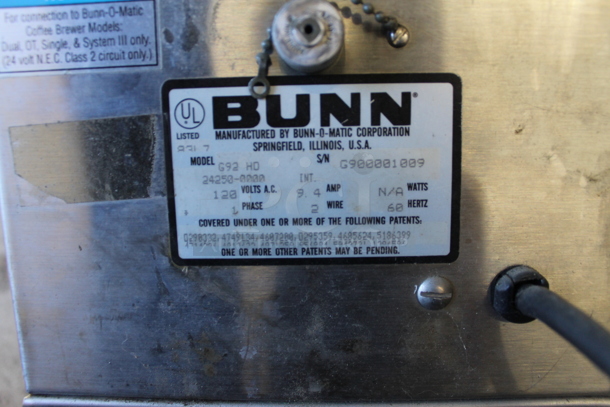 For connection to Bunn-O-Matic
Coffee Brewer Models:
Dual, OT, Single, & System III only.
(24 volt N.E.C. Class 2 circuit only.)
UL
LISTED
BUNN
MANUFACTURED BY BUNN-O-MATIC CORPORATION
SPRINGFIELD, ILLINOIS, U.S.A.
MODEL G92 HD S/N G900001009
24250-0000 INT.
120 VOLTS A.C. 9 4 AMP N/A WATTS
1 PHASE 2 WIRE 60 HERTZ
COVERED UNDER ONE OR MORE OF THE FOLLOWING PATENTS:
ONE OR MORE OTHER PATENTS MAY BE PENDING.